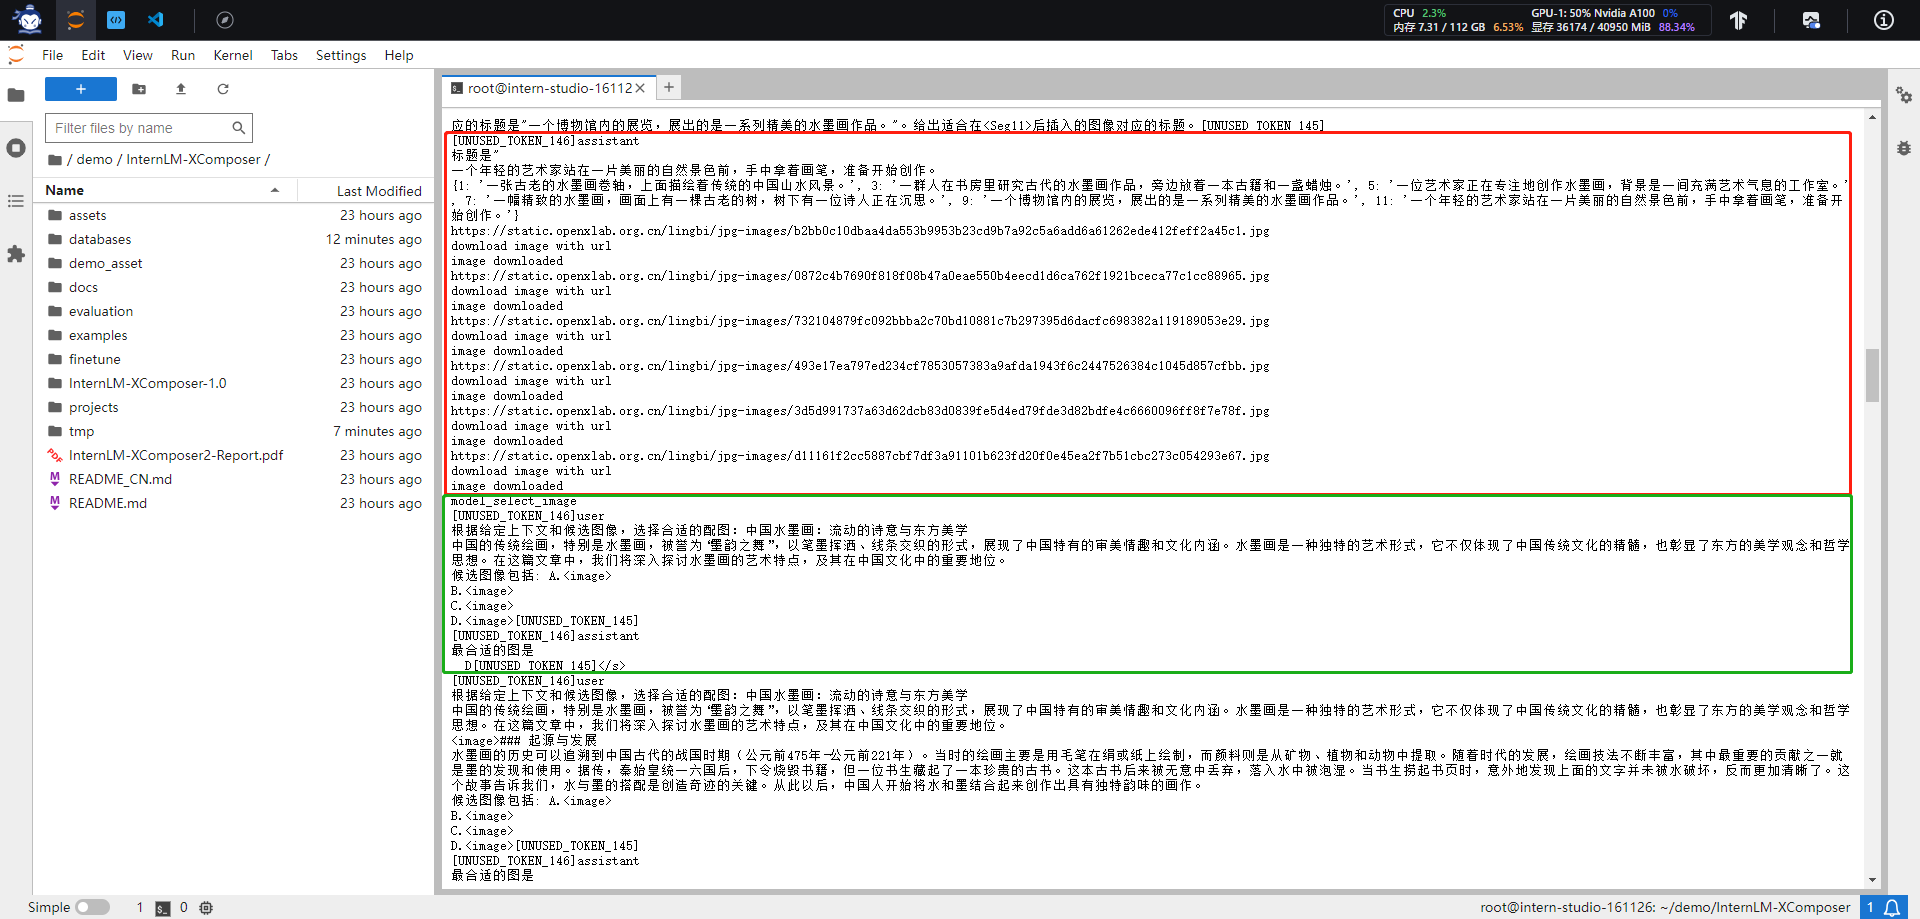 CPU 2.3% GPU-1: 50% Nvidia A100 0%
内存 7.31 / 112 GB 6.53% 显存 36174 / 40950 MiB 88.34%
File Edit View Run Kernel Tabs Settings Help
+
Filter files by name
/ demo / InternLM-XComposer /
Name Last Modified
assets 23 hours ago
databases 12 minutes ago
demo_asset 23 hours ago
docs 23 hours ago
evaluation 23 hours ago
examples 23 hours ago
finetune 23 hours ago
InternLM-XComposer-1.0 23 hours ago
projects 23 hours ago
tmp 7 minutes ago
InternLM-XComposer2-Report.pdf 23 hours ago
README_CN.md 23 hours ago
README.md 23 hours ago
root@intern-studio-16112
应的标题是"一个博物馆内的展览，展出的是一系列精美的水墨画作品。"。给出适合在<Seg11>后插入的图像对应的标题。[UNUSED_TOKEN_145]
[UNUSED_TOKEN_146]assistant
标题是"
一个年轻的艺术家站在一片美丽的自然景色前，手中拿着画笔，准备开始创作。
{1: '一张古老的水墨画卷轴，上面描绘着传统的中国山水风景。', 3: '一群人在书房里研究古代的水墨画作品，旁边放着一本古籍和一盏蜡烛。', 5: '一位艺术家正在专注地创作水墨画，背景是一间充满艺术气息的工作室。'
, 7: '一幅精致的水墨画，画面上有一棵古老的树，树下有一位诗人正在沉思。', 9: '一个博物馆内的展览，展出的是一系列精美的水墨画作品。', 11: '一个年轻的艺术家站在一片美丽的自然景色前，手中拿着画笔，准备开
始创作。'}
https://static.openxlab.org.cn/lingbi/jpg-images/b2bb0c10dbaa4da553b9953b23cd9b7a92c5a6add6a61262ede412feff2a45c1.jpg
download image with url
image downloaded
https://static.openxlab.org.cn/lingbi/jpg-images/0872c4b7690f818f08b47a0eae550b4eecd1d6ca762f1921bceca77c1cc88965.jpg
download image with url
image downloaded
https://static.openxlab.org.cn/lingbi/jpg-images/732104879fc092bbba2c70bd10881c7b297395d6dacfc698382a119189053e29.jpg
download image with url
image downloaded
https://static.openxlab.org.cn/lingbi/jpg-images/493e17ea797ed234cf7853057383a9afda1943f6c2447526384c1045d857cfbb.jpg
download image with url
image downloaded
https://static.openxlab.org.cn/lingbi/jpg-images/3d5d991737a63d62dcb83d0839fe5d4ed79fde3d82bdfe4c6660096ff8f7e78f.jpg
download image with url
image downloaded
https://static.openxlab.org.cn/lingbi/jpg-images/d11161f2cc5887cbf7df3a91101b623fd20f0e45ea2f7b51cbc273c054293e67.jpg
download image with url
image downloaded
model_select_image
[UNUSED_TOKEN_146]user
根据给定上下文和候选图像，选择合适的配图：中国水墨画：流动的诗意与东方美学
中国的传统绘画，特别是水墨画，被誉为“墨韵之舞”，以笔墨挥洒、线条交织的形式，展现了中国特有的审美情趣和文化内涵。水墨画是一种独特的艺术形式，它不仅体现了中国传统文化的精髓，也彰显了东方的美学观念和哲学
思想。在这篇文章中，我们将深入探讨水墨画的艺术特点，及其在中国文化中的重要地位。
候选图像包括: A.<image>
B.<image>
C.<image>
D.<image>[UNUSED_TOKEN_145]
[UNUSED_TOKEN_146]assistant
最合适的图是
D[UNUSED_TOKEN_145]</s>
[UNUSED_TOKEN_146]user
根据给定上下文和候选图像，选择合适的配图：中国水墨画：流动的诗意与东方美学
中国的传统绘画，特别是水墨画，被誉为“墨韵之舞”，以笔墨挥洒、线条交织的形式，展现了中国特有的审美情趣和文化内涵。水墨画是一种独特的艺术形式，它不仅体现了中国传统文化的精髓，也彰显了东方的美学观念和哲学
思想。在这篇文章中，我们将深入探讨水墨画的艺术特点，及其在中国文化中的重要地位。
<image>### 起源与发展
水墨画的历史可以追溯到中国古代的战国时期（公元前475年-公元前221年）。当时的绘画主要是用毛笔在绢或纸上绘制，而颜料则是从矿物、植物和动物中提取。随着时代的发展，绘画技法不断丰富，其中最重要的贡献之一就
是墨的发现和使用。据传，秦始皇统一六国后，下令烧毁书籍，但一位书生藏起了一本珍贵的古书。这本古书后来被无意中丢弃，落入水中被泡湿。当书生捞起书页时，意外地发现上面的文字并未被水破坏，反而更加清晰了。这
个故事告诉我们，水与墨的搭配是创造奇迹的关键。从此以后，中国人开始将水和墨结合起来创作出具有独特韵味的画作。
候选图像包括: A.<image>
B.<image>
C.<image>
D.<image>[UNUSED_TOKEN_145]
[UNUSED_TOKEN_146]assistant
最合适的图是
Simple 1 0 root@intern-studio-161126: ~/demo/InternLM-XComposer 1